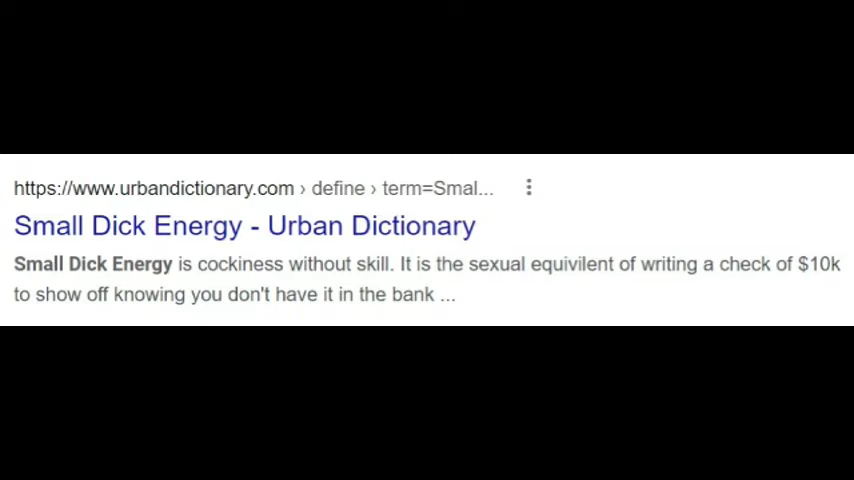 https://www.urbandictionary.com › define › term=Smal...
Small Dick Energy - Urban Dictionary
Small Dick Energy is cockiness without skill. It is the sexual equivilent of writing a check of $10k
to show off knowing you don't have it in the bank ...